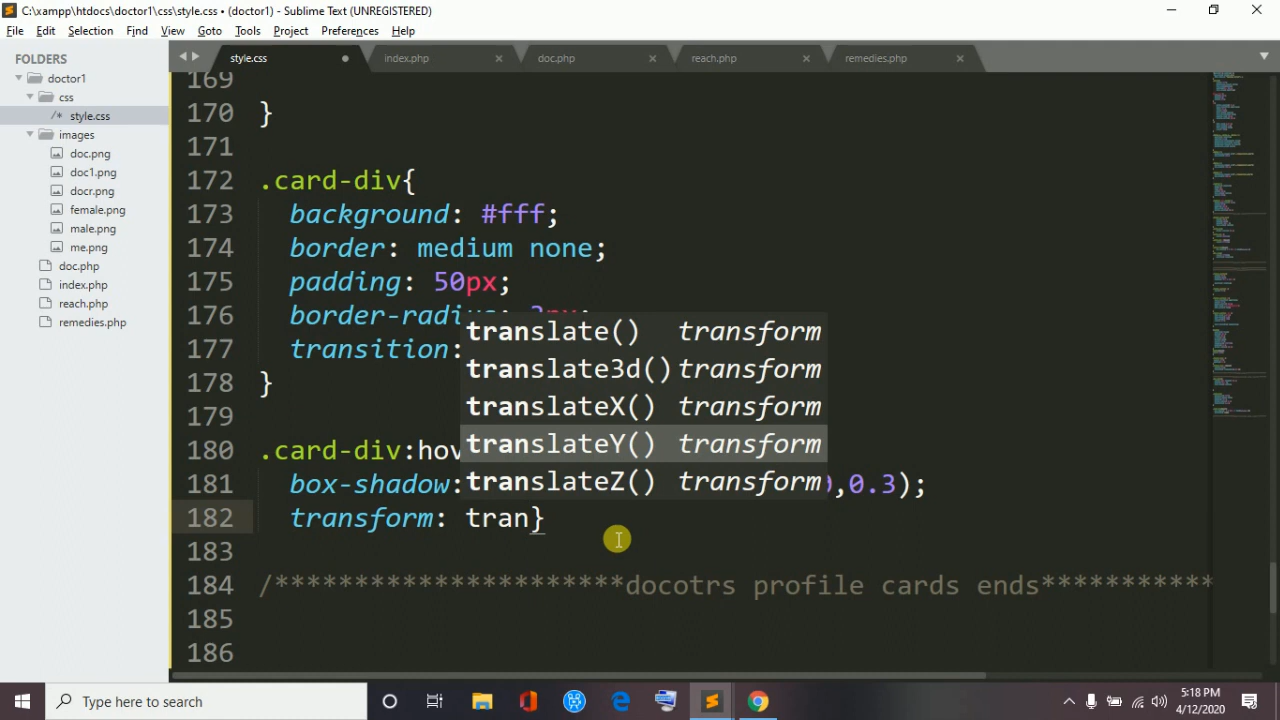 C:\xampp\htdocs\doctor1\css\style.css • (doctor1) - Sublime Text (UNREGISTERED)
File Edit Selection Find View Goto Tools Project Preferences Help
FOLDERS
doctor1
css
/* style.css
images
doc.png
doc1.png
docr.png
female.png
male.png
me.png
doc.php
index.php
reach.php
remedies.php
style.css index.php doc.php reach.php remedies.php
169
170 }
171
172 .card-div{
173 background: #fff;
174 border: medium none;
175 padding: 50px;
176 border-radius:
177 transition:
178 }
179
180 .card-div:hov
181 box-shadow: ,0.3);
182 transform: tran}
183
184 /**********************docotrs profile cards ends***********
185
186
translate() transform
translate3d() transform
translateX() transform
translateY() transform
translateZ() transform
Type here to search
5:18 PM
4/12/2020